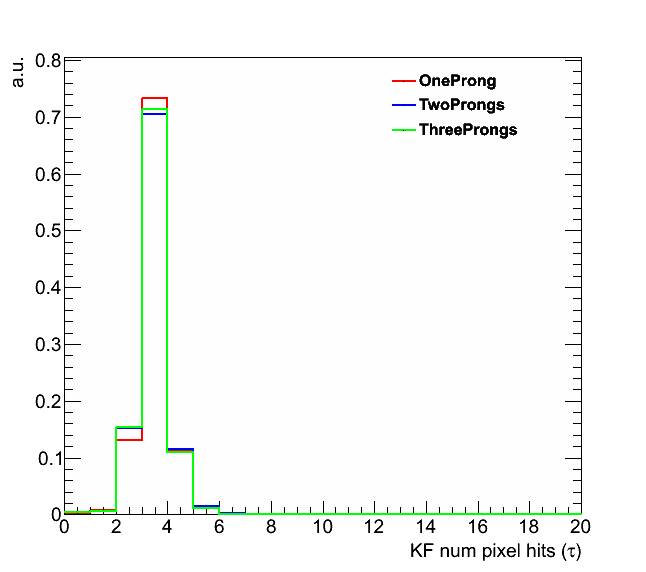 a.u.
0.8
0.7
0.6
0.5
0.4
0.3
0.2
0.1
0
OneProng
TwoProngs
ThreeProngs
0 2 4 6 8 10 12 14 16 18 20
KF num pixel hits (τ)